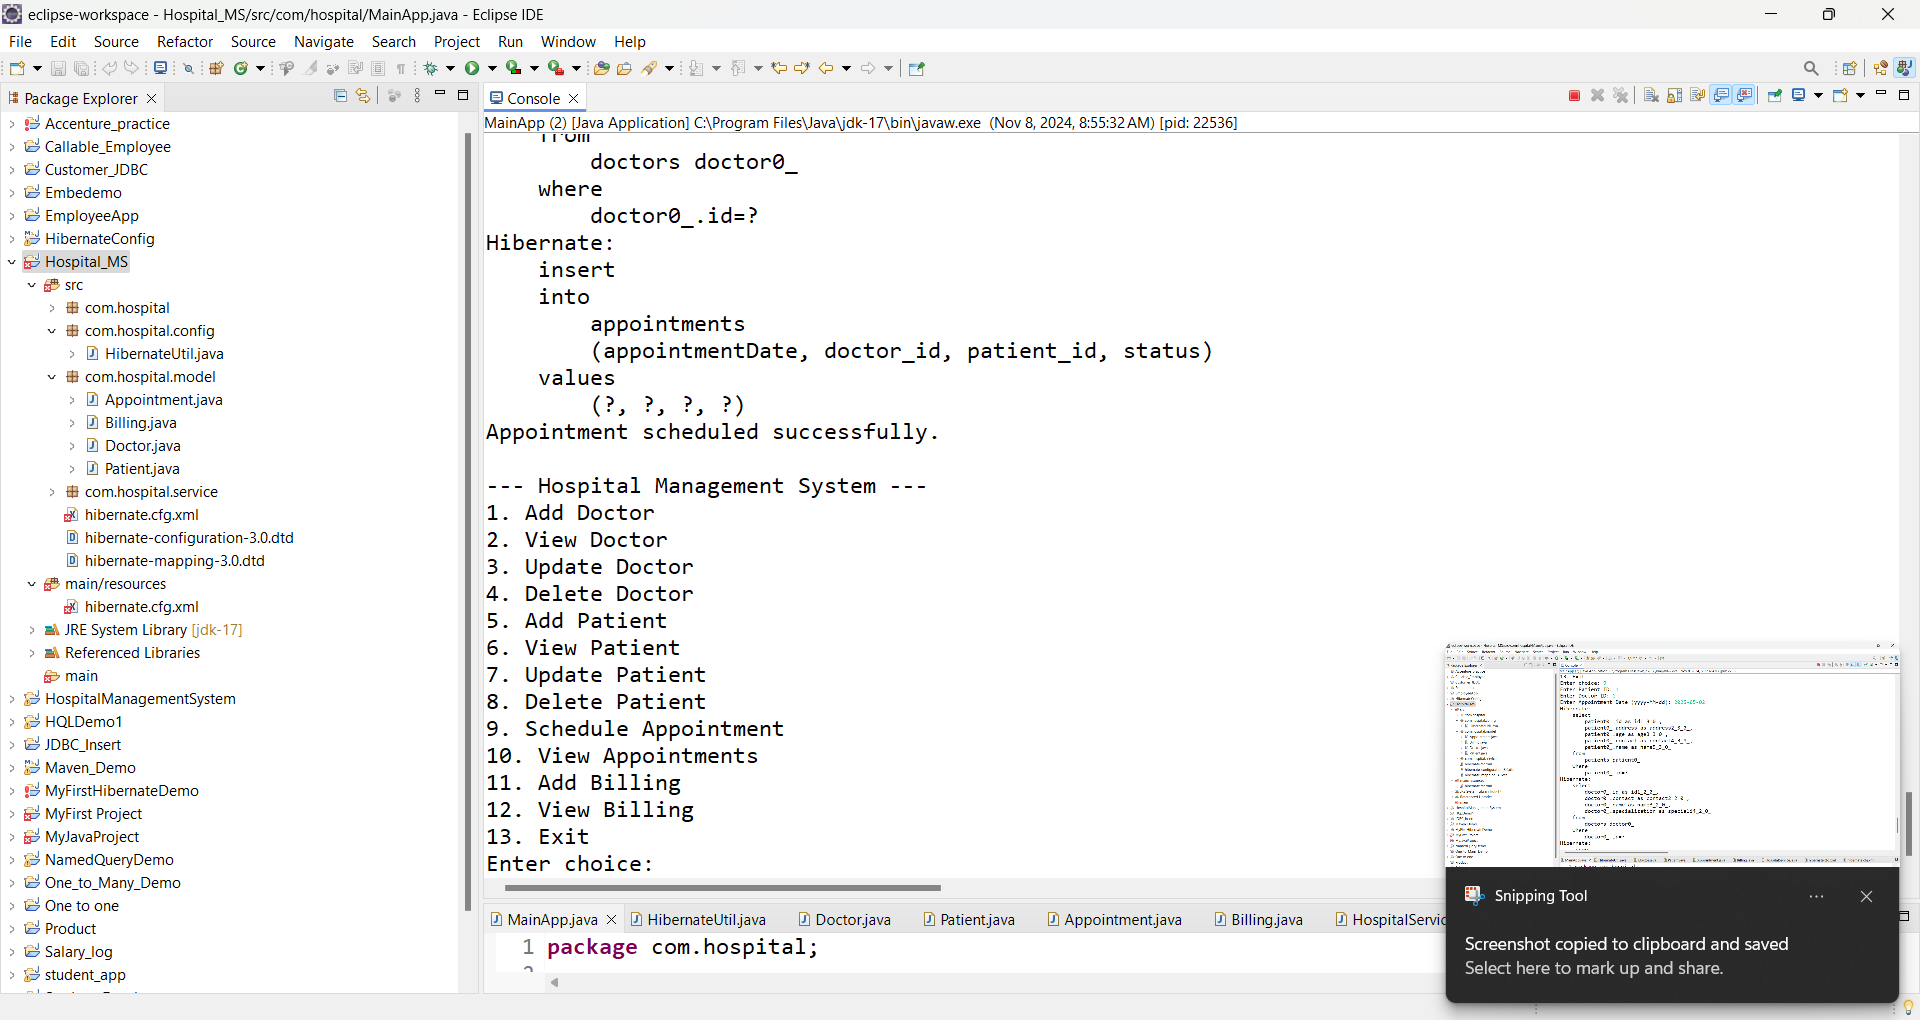 eclipse-workspace - Hospital_MS/src/com/hospital/MainApp.java - Eclipse IDE
File Edit Source Refactor Source Navigate Search Project Run Window Help
Package Explorer
Accenture_practice
Callable_Employee
Customer_JDBC
Embedemo
EmployeeApp
HibernateConfig
Hospital_MS
src
com.hospital
com.hospital.config
HibernateUtil.java
com.hospital.model
Appointment.java
Billing.java
Doctor.java
Patient.java
com.hospital.service
hibernate.cfg.xml
hibernate-configuration-3.0.dtd
hibernate-mapping-3.0.dtd
main/resources
hibernate.cfg.xml
JRE System Library [jdk-17]
Referenced Libraries
main
HospitalManagementSystem
HQLDemo1
JDBC_Insert
Maven_Demo
MyFirstHibernateDemo
MyFirst Project
MyJavaProject
NamedQueryDemo
One_to_Many_Demo
One to one
Product
Salary_log
student_app
Console
MainApp (2) [Java Application] C:\Program Files\Java\jdk-17\bin\javaw.exe (Nov 8, 2024, 8:55:32 AM) [pid: 22536]
from
doctors doctor0_
where
doctor0_.id=?
Hibernate:
insert
into
appointments
(appointmentDate, doctor_id, patient_id, status)
values
(?, ?, ?, ?)
Appointment scheduled successfully.
--- Hospital Management System ---
1. Add Doctor
2. View Doctor
3. Update Doctor
4. Delete Doctor
5. Add Patient
6. View Patient
7. Update Patient
8. Delete Patient
9. Schedule Appointment
10. View Appointments
11. Add Billing
12. View Billing
13. Exit
Enter choice:
MainApp.java HibernateUtil.java Doctor.java Patient.java Appointment.java Billing.java
1 package com.hospital;
Snipping Tool
Screenshot copied to clipboard and saved
Select here to mark up and share.